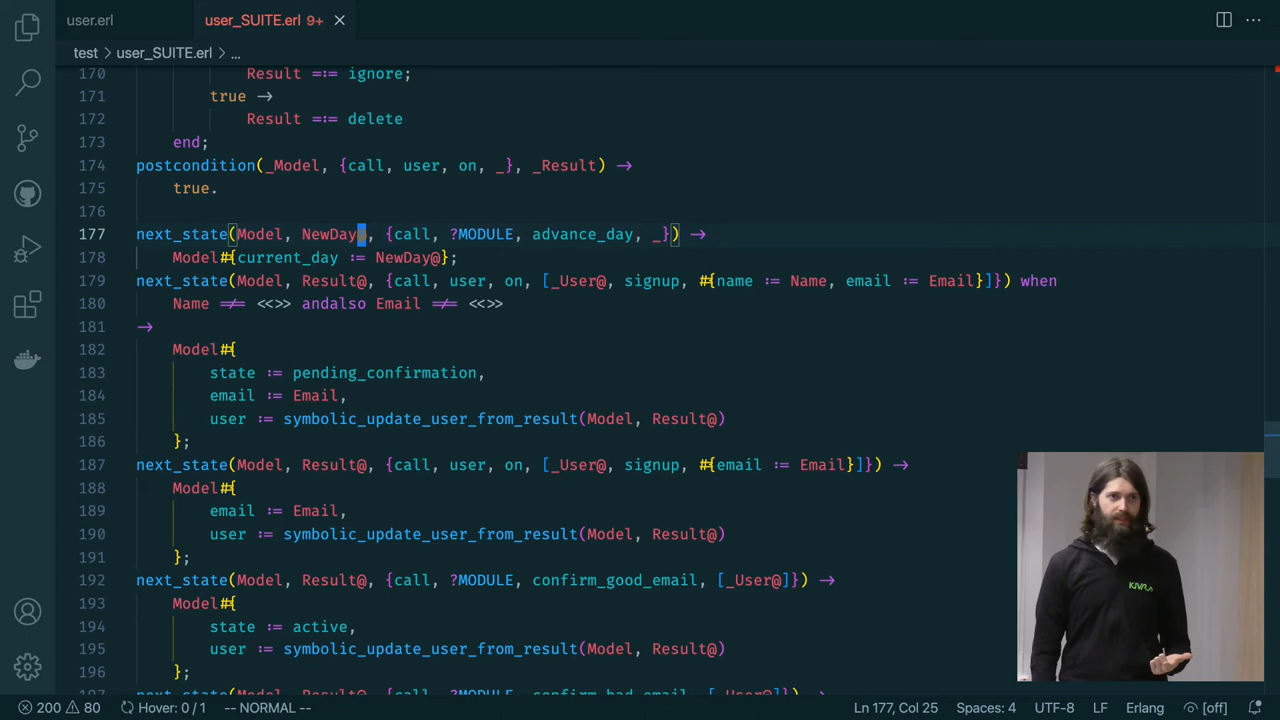 user.erl
user_SUITE.erl 9+
test > user_SUITE.erl > ...
170 Result =:= ignore;
171 true ->
172 Result =:= delete
173 end;
174 postcondition(_Model, {call, user, on, _}, _Result) ->
175 true.
176
177 next_state(Model, NewDay@, {call, ?MODULE, advance_day, _}) ->
178 Model#{current_day := NewDay@};
179 next_state(Model, Result@, {call, user, on, [_User@, signup, #{name := Name, email := Email}]}) when
180 Name =/= <<>> andalso Email =/= <<>>
181 ->
182 Model#{
183 state := pending_confirmation,
184 email := Email,
185 user := symbolic_update_user_from_result(Model, Result@)
186 };
187 next_state(Model, Result@, {call, user, on, [_User@, signup, #{email := Email}]}) ->
188 Model#{
189 email := Email,
190 user := symbolic_update_user_from_result(Model, Result@)
191 };
192 next_state(Model, Result@, {call, ?MODULE, confirm_good_email, [_User@]}) ->
193 Model#{
194 state := active,
195 user := symbolic_update_user_from_result(Model, Result@)
196 };
197 next_state(Model, Result@, {call, ?MODULE, confirm_bad_email, [_User@]}) ->
KIVRA
200 80 Hover: 0/1 -- NORMAL -- Ln 177, Col 25 Spaces: 4 UTF-8 LF Erlang [off]